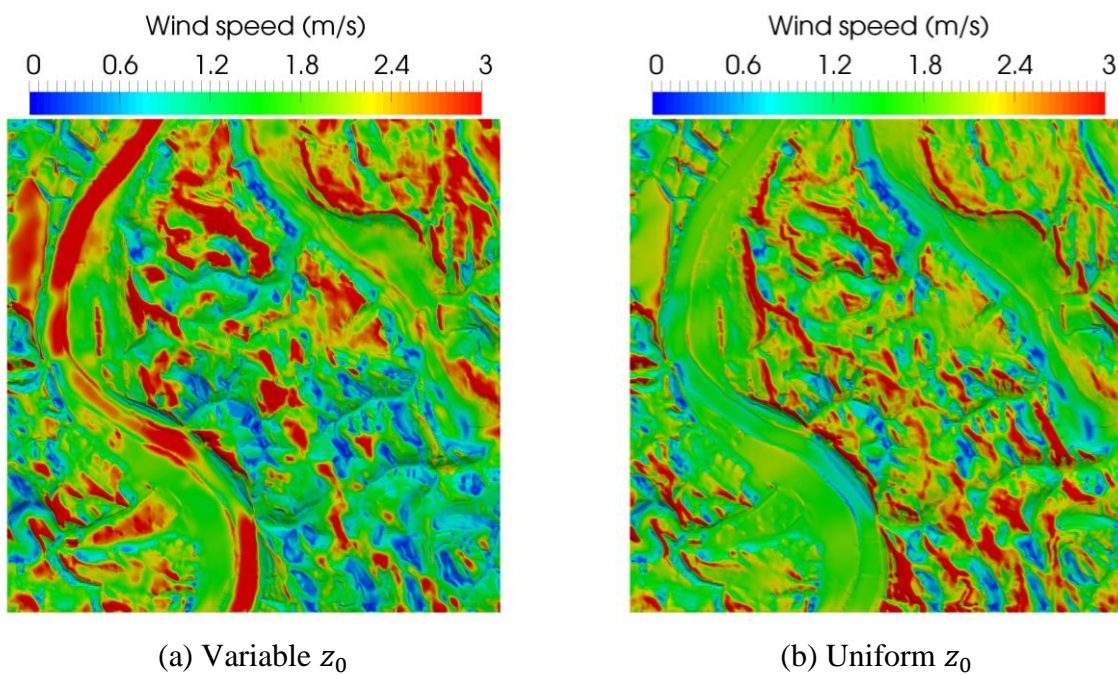 Wind speed (m/s)
0 0.6 1.2 1.8 2.4 3
Wind speed (m/s)
0 0.6 1.2 1.8 2.4 3
(a) Variable z₀
(b) Uniform z₀